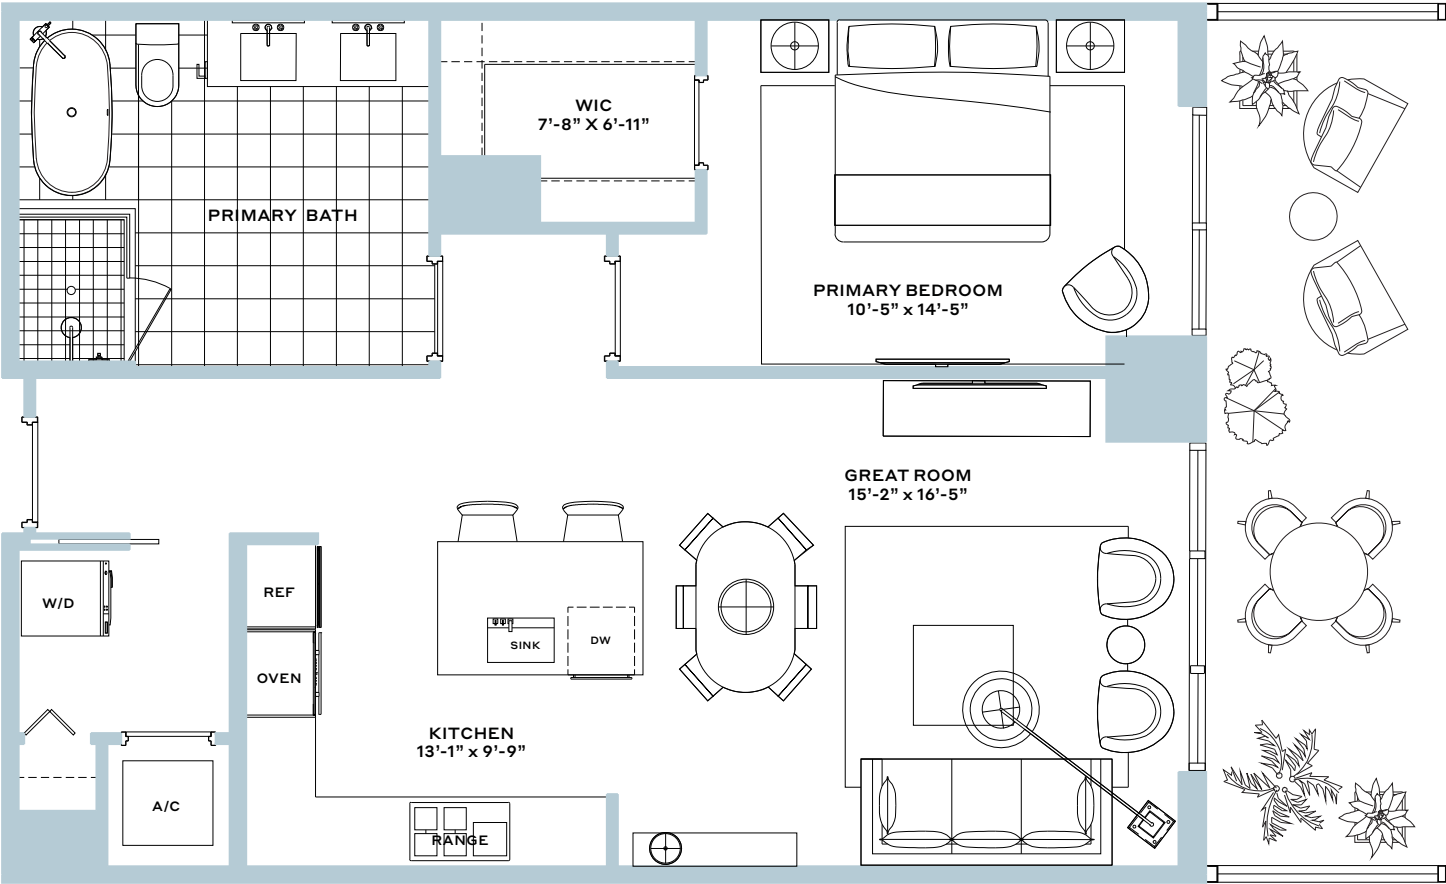 WIC
7’-8” X 6’-11”
PRIMARY BATH
PRIMARY BEDROOM
10’-5” x 14’-5”
GREAT ROOM
15’-2” x 16’-5”
W/D
REF
SINK
DW
OVEN
KITCHEN
13’-1” x 9’-9”
A/C
RANGE